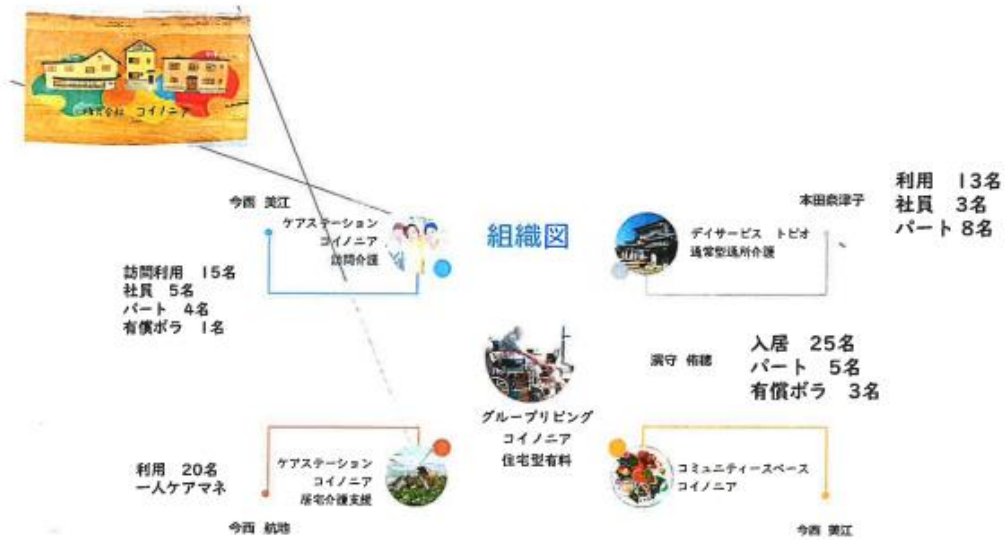 株式会社 コイノニア
組織図
今西 美江
ケアステーション
コイノニア
訪問介護
訪問利用 15名
社員 5名
パート 4名
有償ボラ 1名
本田奈津子
デイサービス トビオ
通常型通所介護
利用 13名
社員 3名
パート 8名
グループリビング
コイノニア
住宅型有料
濵守 侑穂
入居 25名
パート 5名
有償ボラ 3名
ケアステーション
コイノニア
居宅介護支援
利用 20名
一人ケアマネ
今西 航地
コミュニティースペース
コイノニア
今西 美江